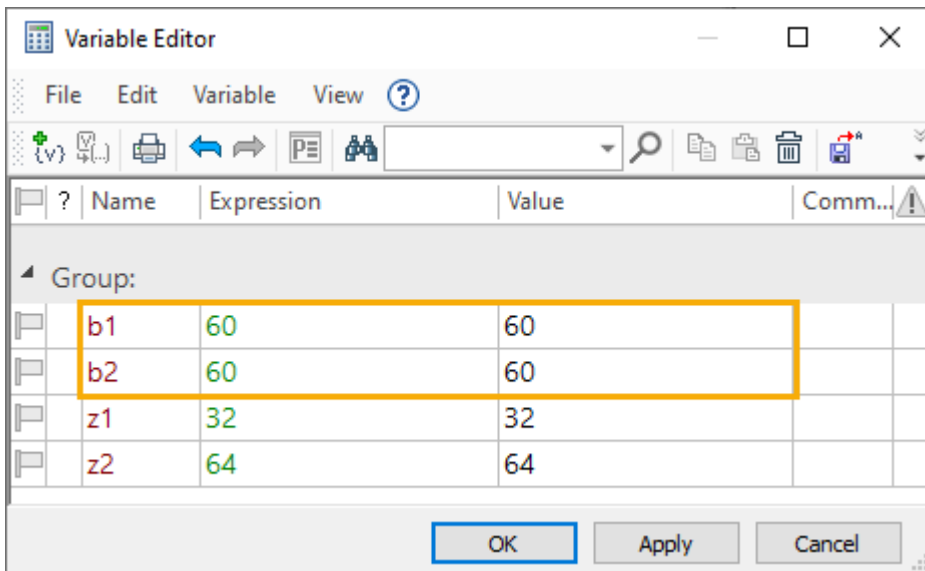 Variable Editor
File Edit Variable View ?
? Name Expression Value Comm...
Group:
b1 60 60
b2 60 60
z1 32 32
z2 64 64
OK Apply Cancel